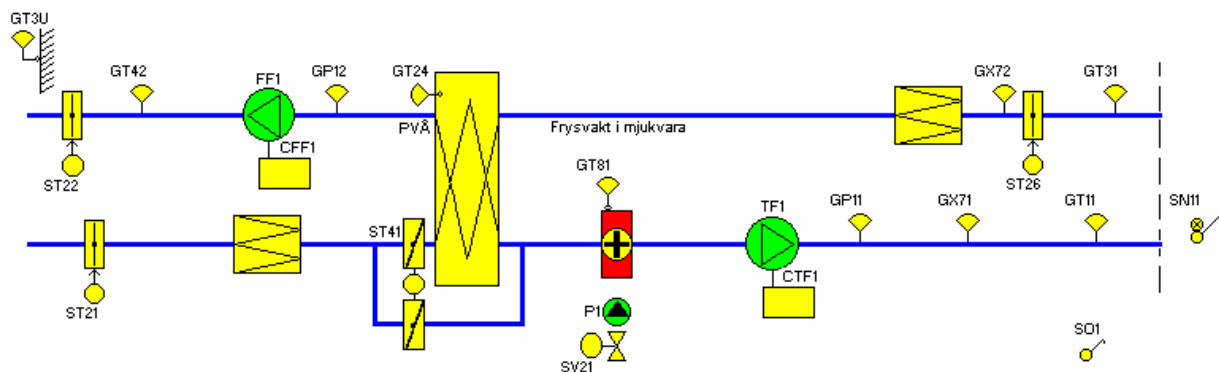 GT3U
GT42
FF1
GP12
GT24
GX72
GT31
PVÅ
Frysvakt i mjukvara
CFF1
ST22
GT81
ST26
TF1
GP11
GX71
GT11
SN11
ST41
CTF1
ST21
P1
SV21
SO1